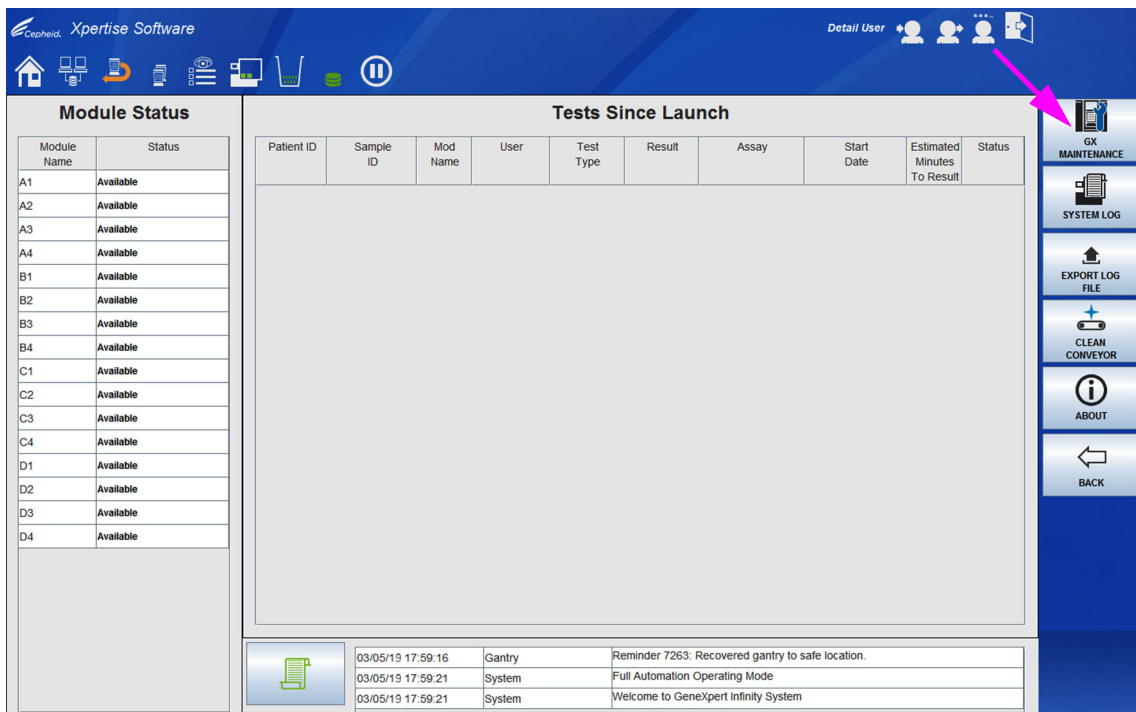 Cepheid. Xpertise Software
Detail User
Module Status
Module Name
Status
A1 Available
A2 Available
A3 Available
A4 Available
B1 Available
B2 Available
B3 Available
B4 Available
C1 Available
C2 Available
C3 Available
C4 Available
D1 Available
D2 Available
D3 Available
D4 Available
Tests Since Launch
Patient ID
Sample ID
Mod Name
User
Test Type
Result
Assay
Start Date
Estimated Minutes To Result
Status
03/05/19 17:59:16 Gantry Reminder 7263: Recovered gantry to safe location.
03/05/19 17:59:21 System Full Automation Operating Mode
03/05/19 17:59:21 System Welcome to GeneXpert Infinity System
GX
MAINTENANCE
SYSTEM LOG
EXPORT LOG
FILE
CLEAN
CONVEYOR
ABOUT
BACK